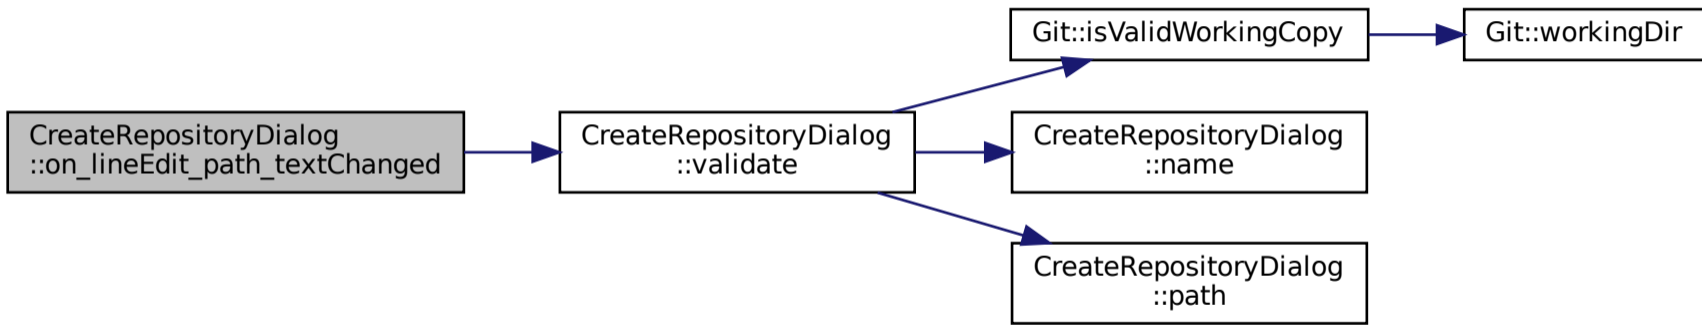 CreateRepositoryDialog
::on_lineEdit_path_textChanged
CreateRepositoryDialog
::validate
Git::isValidWorkingCopy
Git::workingDir
CreateRepositoryDialog
::name
CreateRepositoryDialog
::path